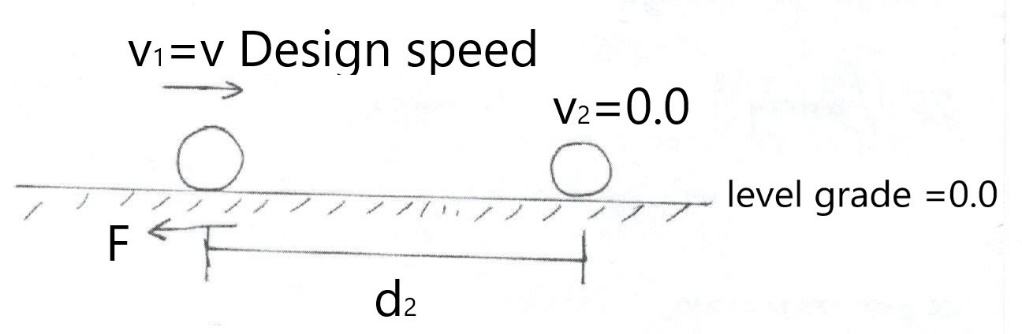 v₁=v Design speed
v₂=0.0
level grade =0.0
F
d₂